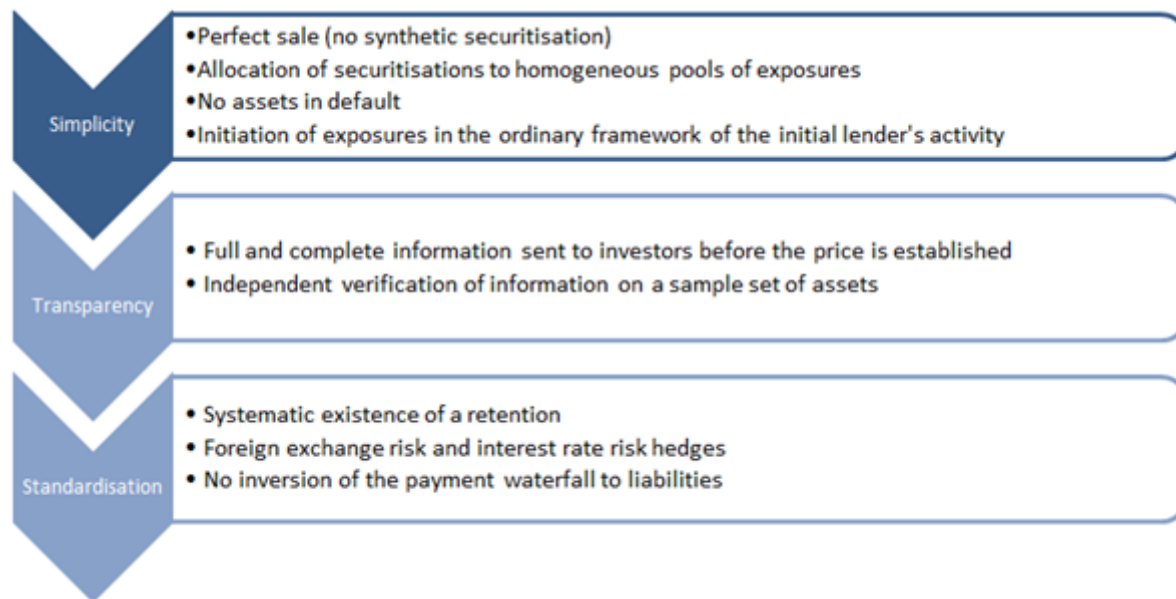 Simplicity
•Perfect sale (no synthetic securitisation)
•Allocation of securitisations to homogeneous pools of exposures
•No assets in default
•Initiation of exposures in the ordinary framework of the initial lender's activity
Transparency
• Full and complete information sent to investors before the price is established
• Independent verification of information on a sample set of assets
Standardisation
• Systematic existence of a retention
• Foreign exchange risk and interest rate risk hedges
• No inversion of the payment waterfall to liabilities